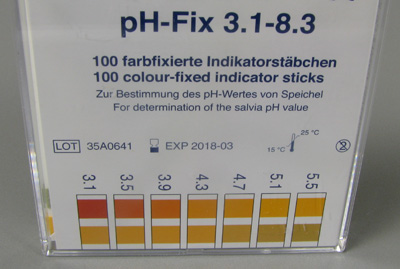 pH-Fix 3.1-8.3
100 farbfixierte Indikatorstäbchen
100 colour-fixed indicator sticks
Zur Bestimmung des pH-Wertes von Speichel
For determination of the salvia pH value
LOT 35A0641 EXP 2018-03 15 °C 25 °C
3.1 3.5 3.9 4.3 4.7 5.1 5.5